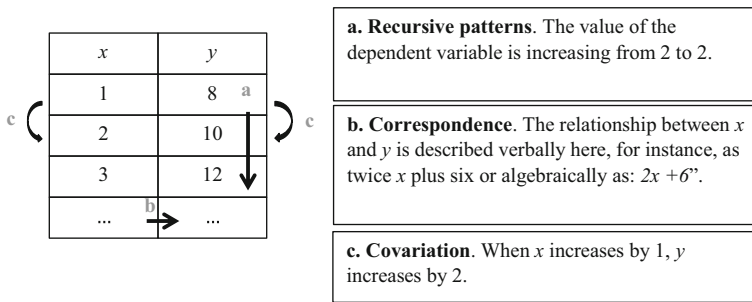 x y
1 8 a
c c
2 10
3 12
b
... ...
a. Recursive patterns. The value of the
dependent variable is increasing from 2 to 2.
b. Correspondence. The relationship between x
and y is described verbally here, for instance, as
twice x plus six or algebraically as: 2x +6”.
c. Covariation. When x increases by 1, y
increases by 2.